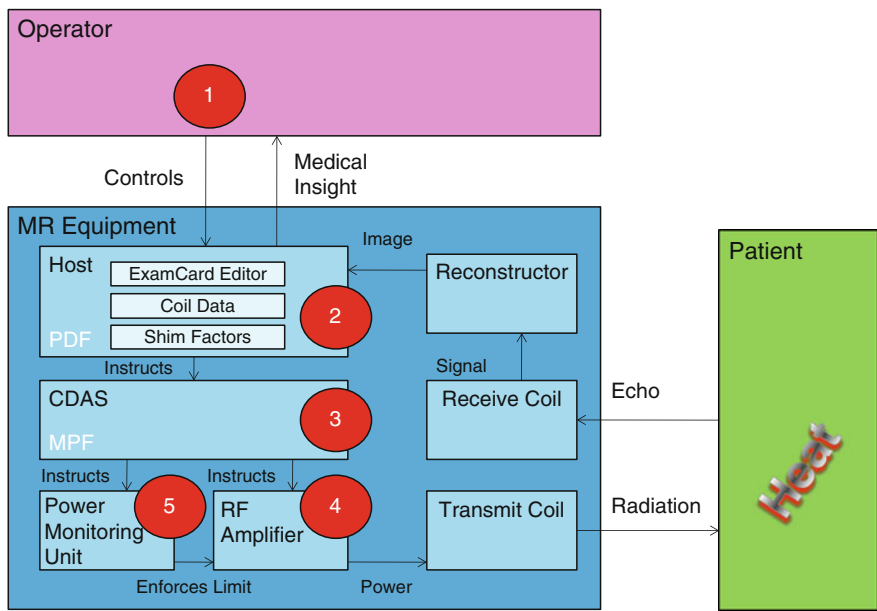 Operator
1
Controls
Medical
Insight
MR Equipment
Host
ExamCard Editor
Coil Data
Shim Factors
PDF
2
Image
Reconstructor
Instructs
Signal
CDAS
MPF
3
Receive Coil
Echo
Instructs
Instructs
Power
Monitoring
Unit
5
RF
Amplifier
4
Transmit Coil
Radiation
Enforces Limit
Power
Patient
Heat